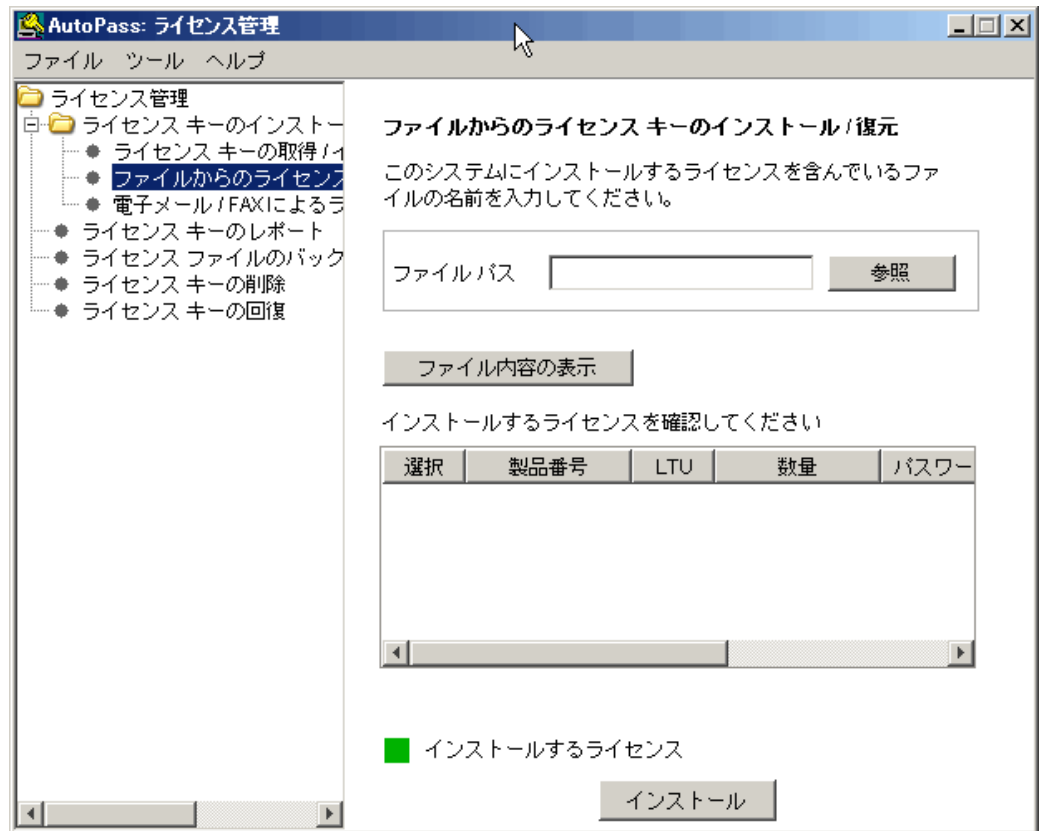 AutoPass: ライセンス管理
ファイル ツール ヘルプ
ライセンス管理
ライセンス キーのインストー
ライセンス キーの取得 / イ
ファイルからのライセンス
電子メール / FAXによるラ
ライセンス キーのレポート
ライセンス ファイルのバック
ライセンス キーの削除
ライセンス キーの回復
ファイルからのライセンス キーのインストール / 復元
このシステムにインストールするライセンスを含んでいるファ
イルの名前を入力してください。
ファイル パス 参照
ファイル内容の表示
インストールするライセンスを確認してください
選択 製品番号 LTU 数量 パスワー
インストールするライセンス
インストール